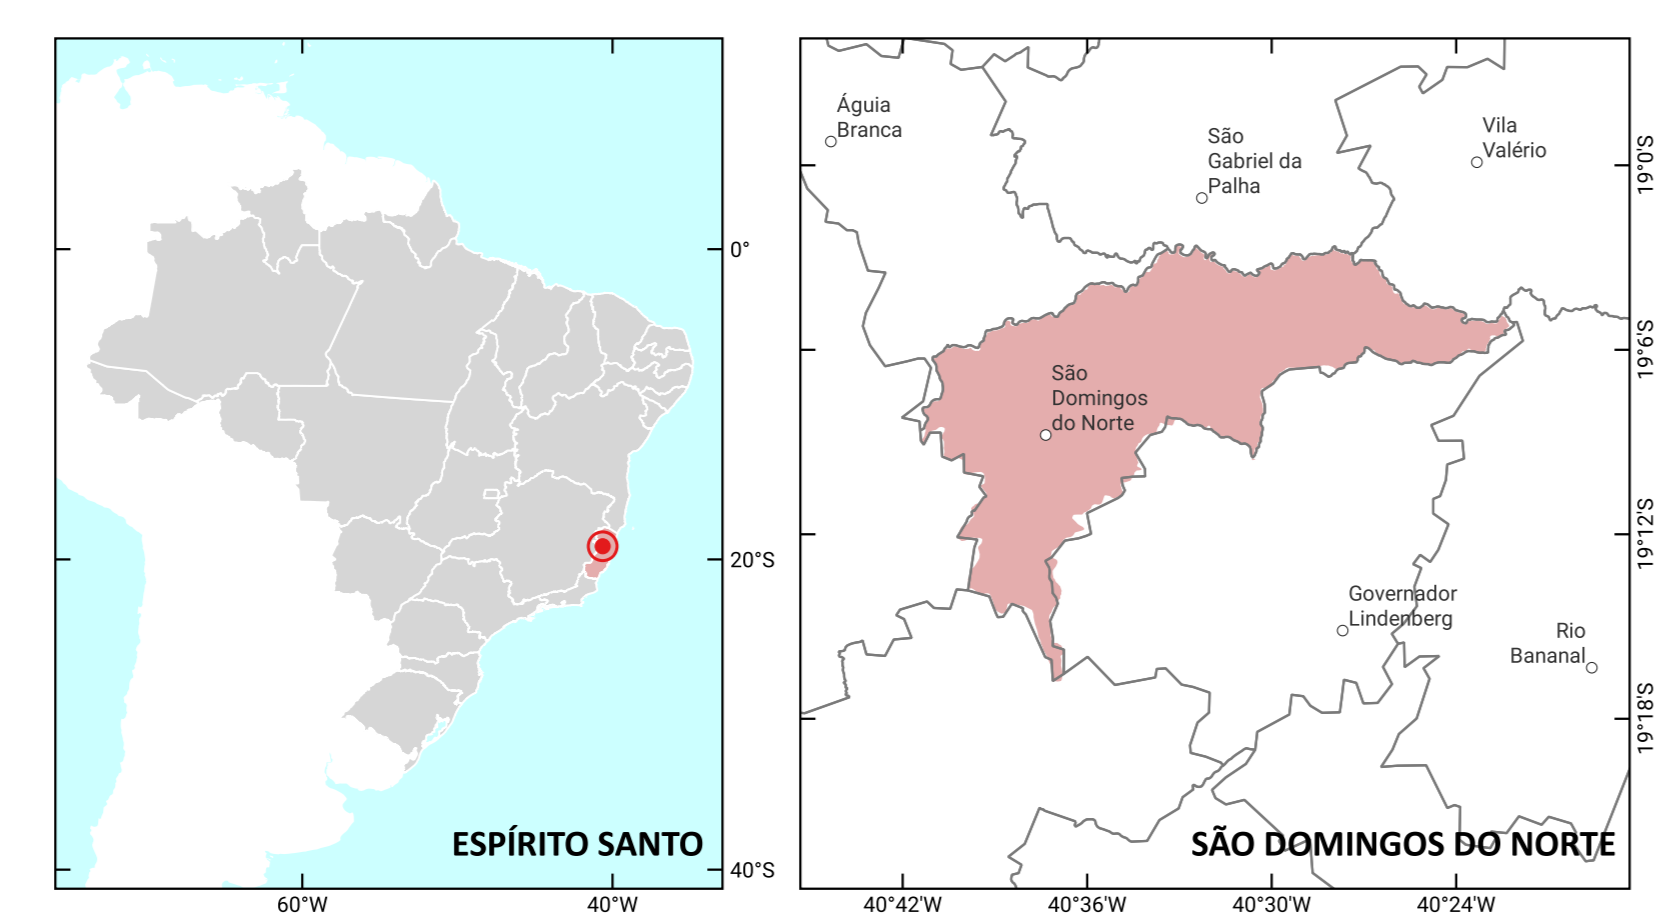 0°
20°S
40°S
60°W
40°W
ESPÍRITO SANTO
Águia
Branca
São
Gabriel da
Palha
Vila
Valério
São
Domingos
do Norte
Governador
Lindenberg
Rio
Bananal
SÃO DOMINGOS DO NORTE
19°0'S
19°6'S
19°12'S
19°18'S
40°42'W
40°36'W
40°30'W
40°24'W